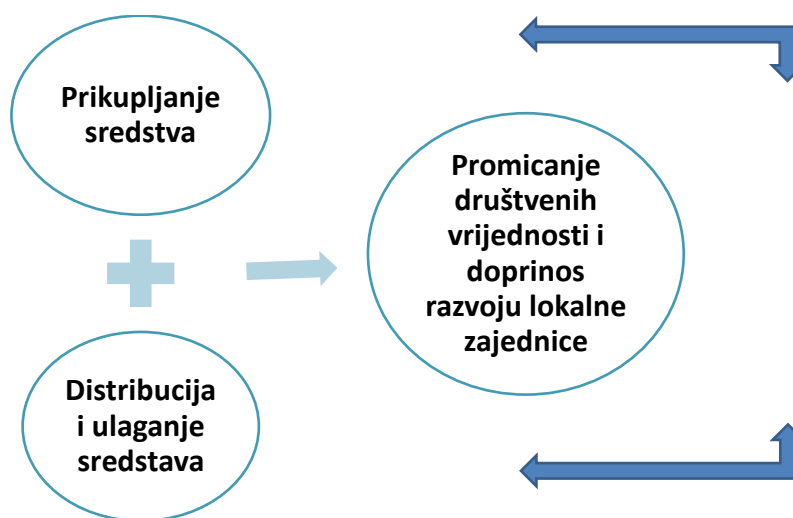 Prikupljanje
sredstva
Distribucija
i ulaganje
sredstava
Promicanje
društvenih
vrijednosti i
doprinos
razvoju lokalne
zajednice